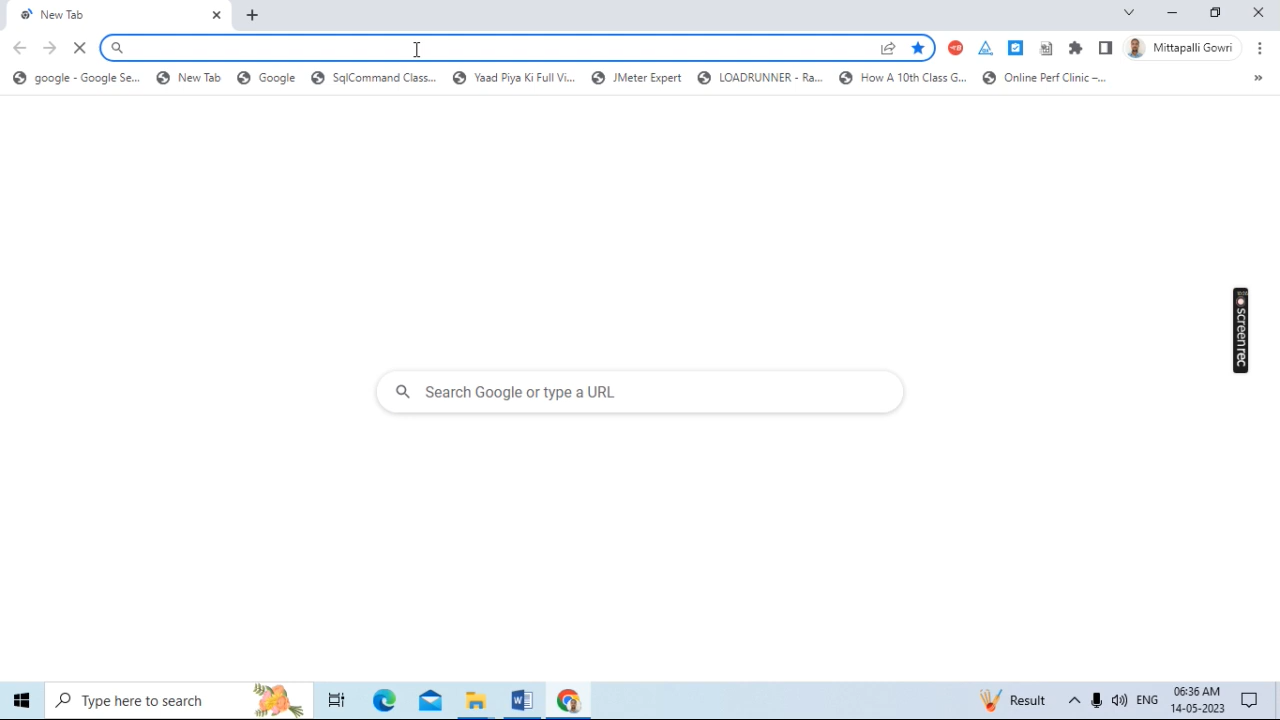 New Tab
Mittapalli Gowri
google - Google Se... New Tab Google SqlCommand Class... Yaad Piya Ki Full Vi... JMeter Expert LOADRUNNER - Ra... How A 10th Class G... Online Perf Clinic –... »
Search Google or type a URL
screenrec
Type here to search Result ENG 06:36 AM
14-05-2023